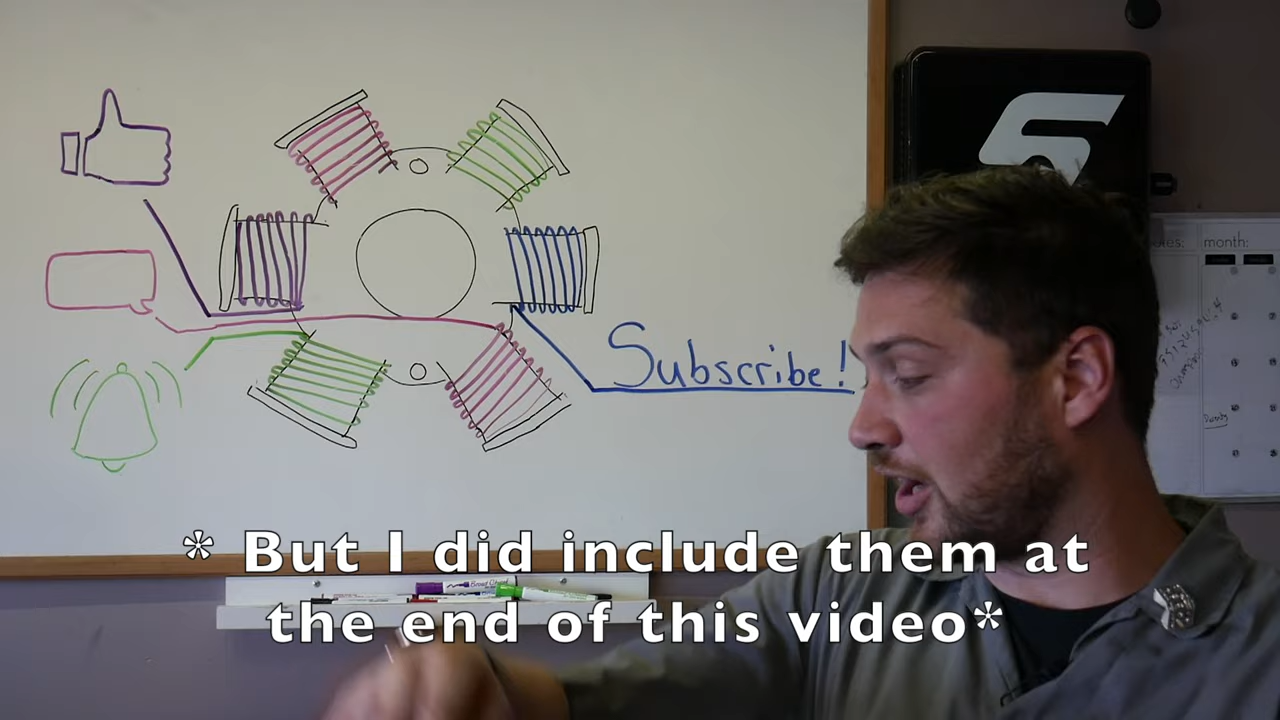 month:
Subscribe!
* But I did include them at
the end of this video*